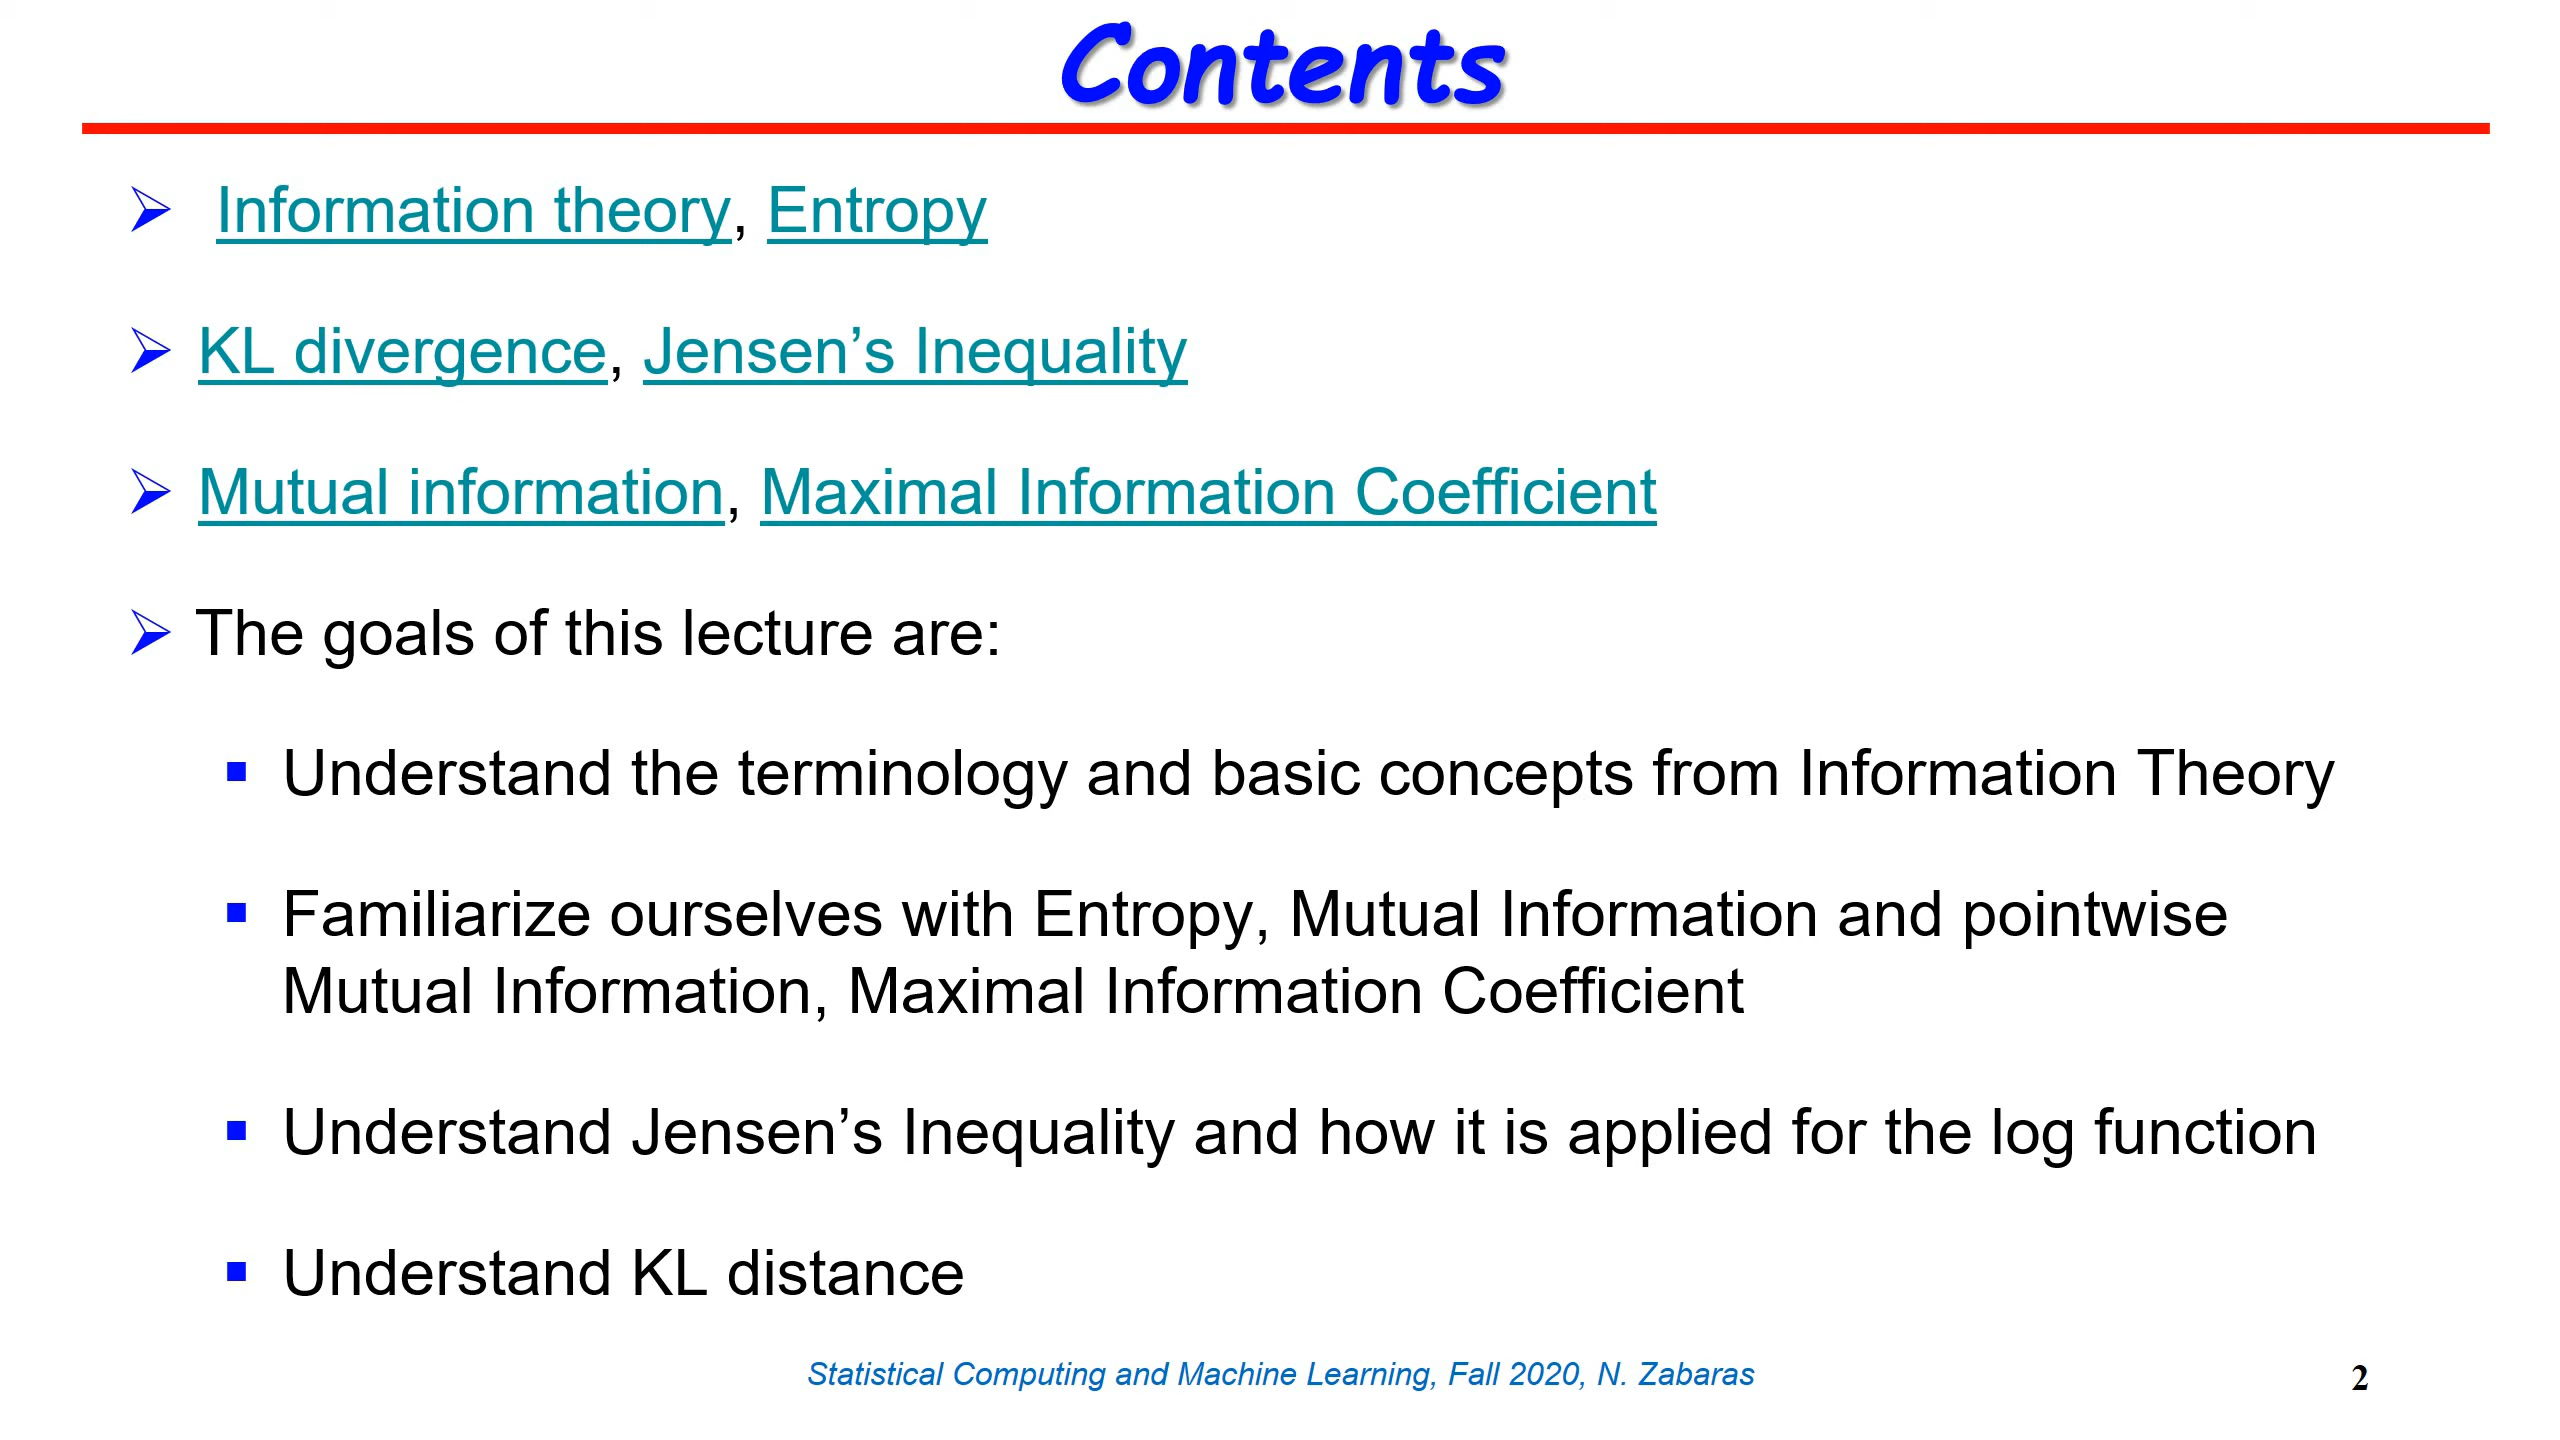 Contents
Information theory, Entropy
KL divergence, Jensen’s Inequality
Mutual information, Maximal Information Coefficient
The goals of this lecture are:
Understand the terminology and basic concepts from Information Theory
Familiarize ourselves with Entropy, Mutual Information and pointwise
Mutual Information, Maximal Information Coefficient
Understand Jensen’s Inequality and how it is applied for the log function
Understand KL distance
Statistical Computing and Machine Learning, Fall 2020, N. Zabaras
2